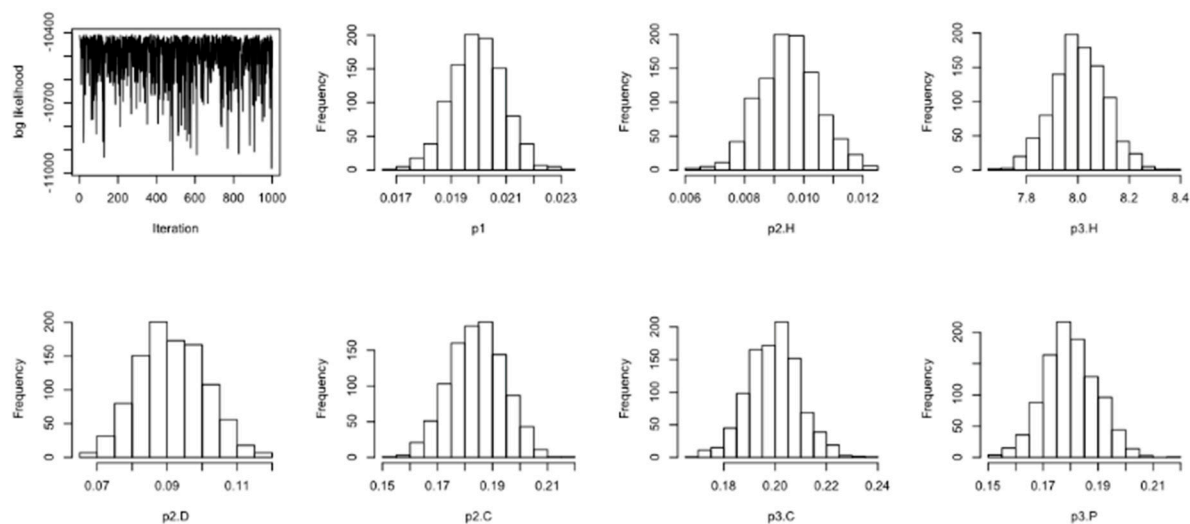 log likelihood
-11000 -10700 -10400
0 200 400 600 800 1000
Iteration
Frequency
0 50 100 150 200
0.017 0.019 0.021 0.023
p1
Frequency
0 50 100 150 200
0.006 0.008 0.010 0.012
p2.H
Frequency
0 50 100 150 200
7.8 8.0 8.2 8.4
p3.H
Frequency
0 50 100 150 200
0.07 0.09 0.11
p2.D
Frequency
0 50 100 150
0.15 0.17 0.19 0.21
p2.C
Frequency
0 50 100 150 200
0.18 0.20 0.22 0.24
p3.C
Frequency
0 50 100 200
0.15 0.17 0.19 0.21
p3.P